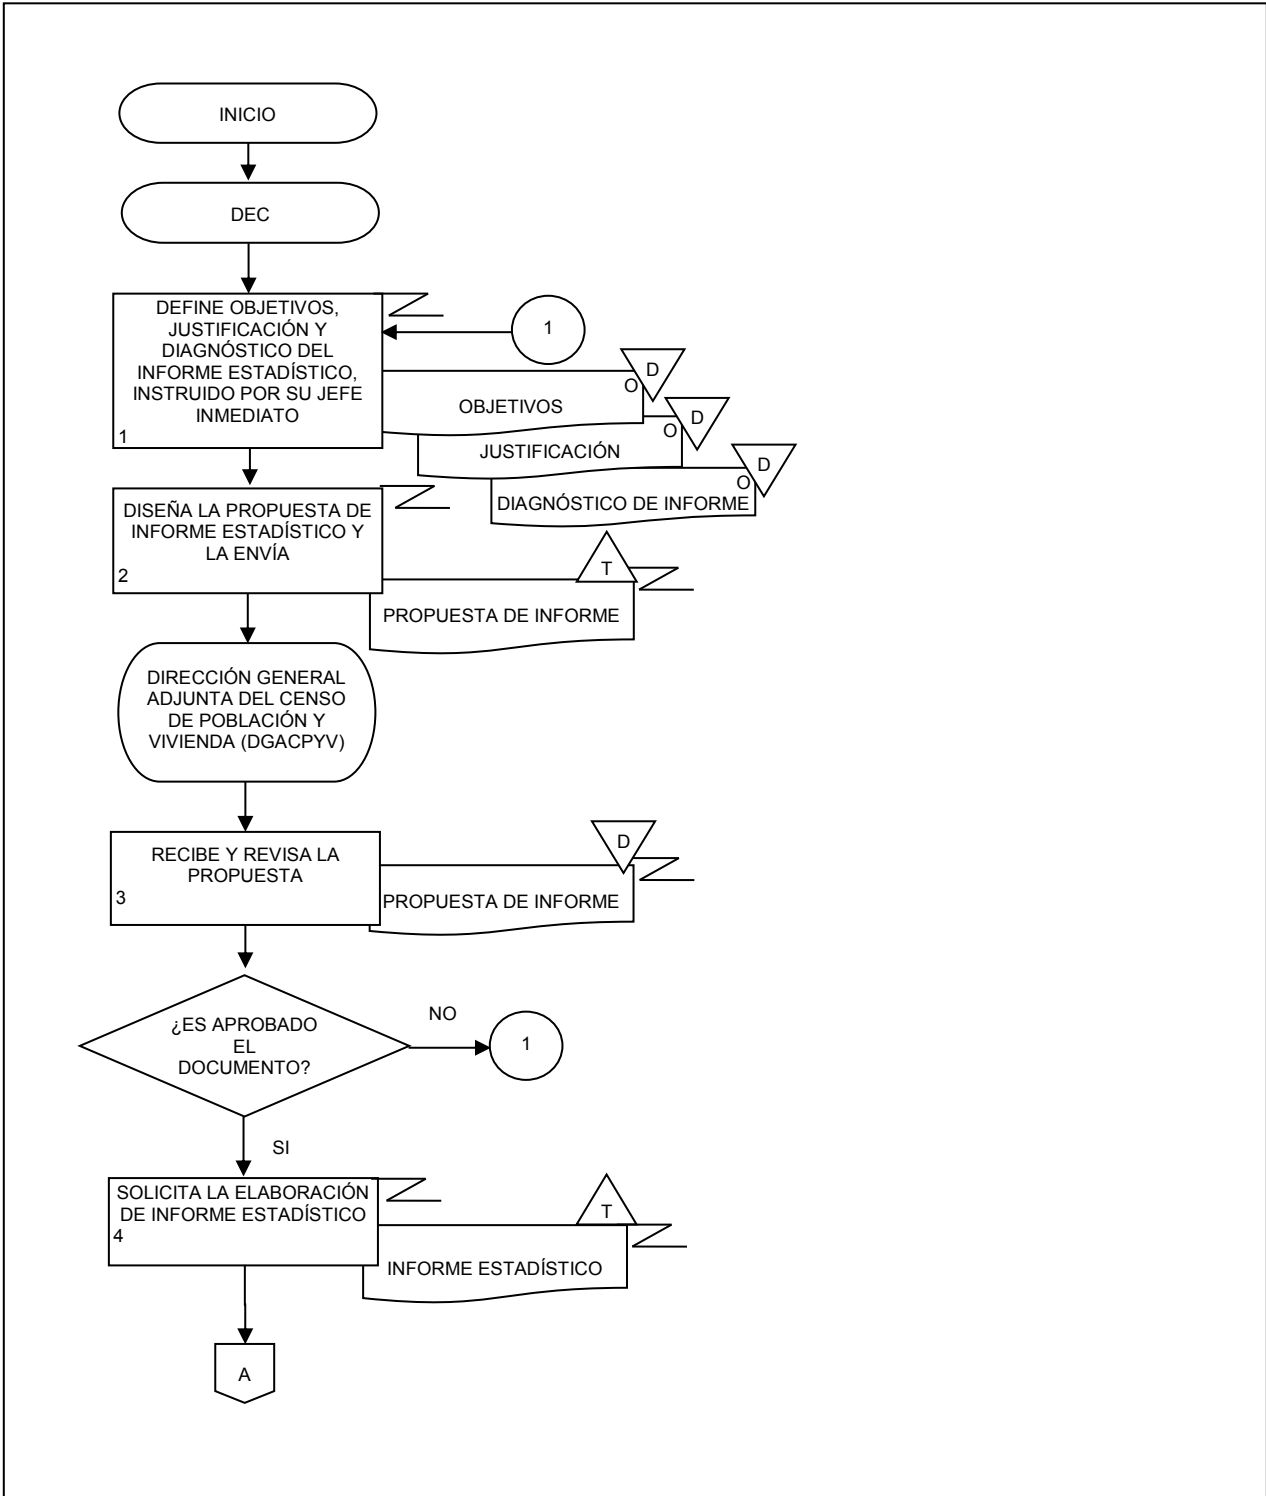 INICIO
DEC
DEFINE OBJETIVOS,
JUSTIFICACIÓN Y
DIAGNÓSTICO DEL
INFORME ESTADÍSTICO,
INSTRUIDO POR SU JEFE
INMEDIATO
1
1
D
O
OBJETIVOS
D
O
JUSTIFICACIÓN
D
O
DIAGNÓSTICO DE INFORME
DISEÑA LA PROPUESTA DE
INFORME ESTADÍSTICO Y
LA ENVÍA
2
T
PROPUESTA DE INFORME
DIRECCIÓN GENERAL
ADJUNTA DEL CENSO
DE POBLACIÓN Y
VIVIENDA (DGACPYV)
RECIBE Y REVISA LA
PROPUESTA
3
D
PROPUESTA DE INFORME
¿ES APROBADO
EL
DOCUMENTO?
NO
1
SI
SOLICITA LA ELABORACIÓN
DE INFORME ESTADÍSTICO
4
T
INFORME ESTADÍSTICO
A